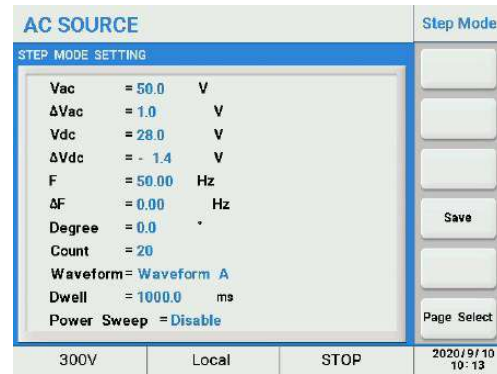 AC SOURCE
Step Mode
STEP MODE SETTING
Vac = 50.0 V
ΔVac = 1.0 V
Vdc = 28.0 V
ΔVdc = - 1.4 V
F = 50.00 Hz
ΔF = 0.00 Hz
Degree = 0.0 °
Count = 20
Waveform= Waveform A
Dwell = 1000.0 ms
Power Sweep = Disable
Save
Page Select
300V Local STOP 2020/9/10
10:13